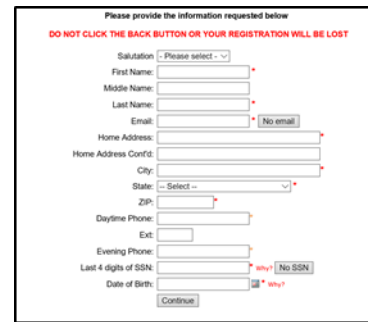 Please provide the information requested below
DO NOT CLICK THE BACK BUTTON OR YOUR REGISTRATION WILL BE LOST
Salutation - Please select -
First Name: *
Middle Name:
Last Name: *
Email: * No email
Home Address: *
Home Address Cont'd:
City: *
State: -- Select -- *
ZIP: *
Daytime Phone: *
Ext:
Evening Phone: *
Last 4 digits of SSN: * Why? No SSN
Date of Birth: * Why?
Continue